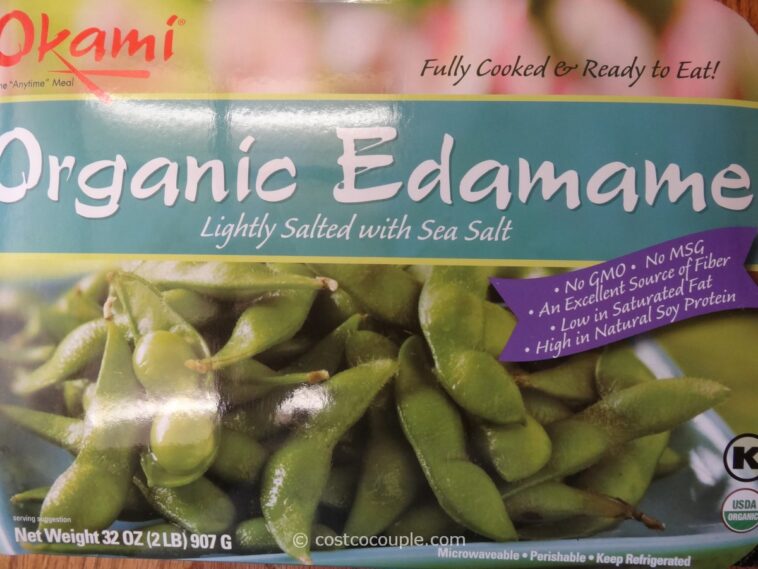 Okami®
he "Anytime" Meal
Fully Cooked & Ready to Eat!
Organic Edamame
Lightly Salted with Sea Salt
• No GMO • No MSG
• An Excellent Source of Fiber
• Low in Saturated Fat
• High in Natural Soy Protein
K
USDA
ORGANIC
serving suggestion
Net Weight 32 OZ (2 LB) 907 G
© costcocouple.com
Microwaveable • Perishable • Keep Refrigerated